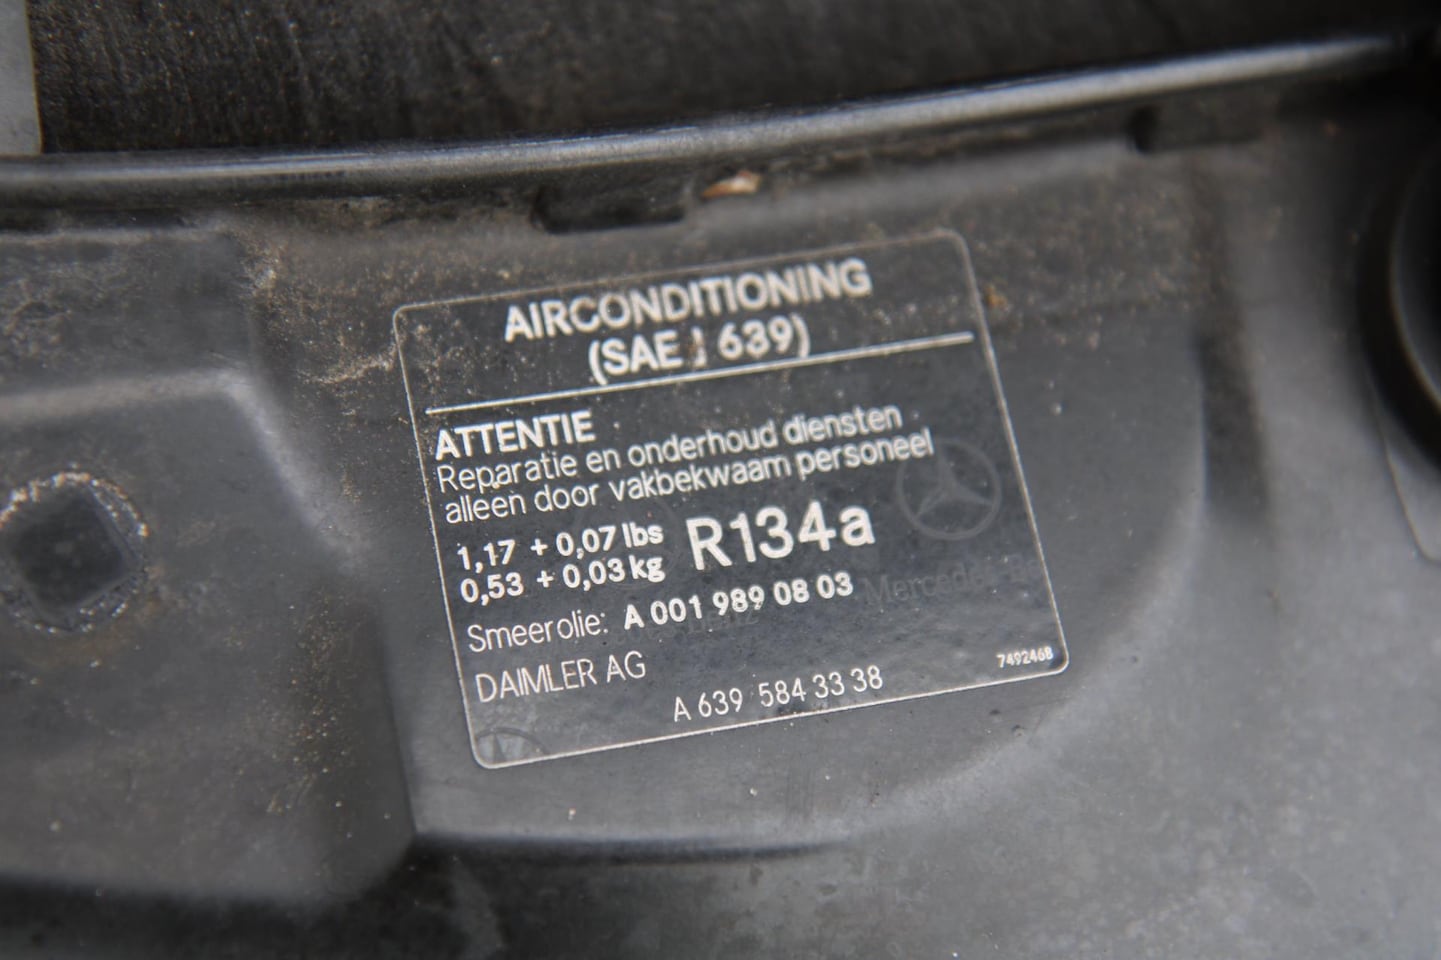 AIRCONDITIONING
(SAE J 639)
ATTENTIE
Reparatie en onderhoud diensten
alleen door vakbekwaam personeel
1,17 + 0,07 lbs
0,53 + 0,03 kg
R134a
Smeerolie: A 001 989 08 03
DAIMLER AG
A 639 584 33 38
7492468